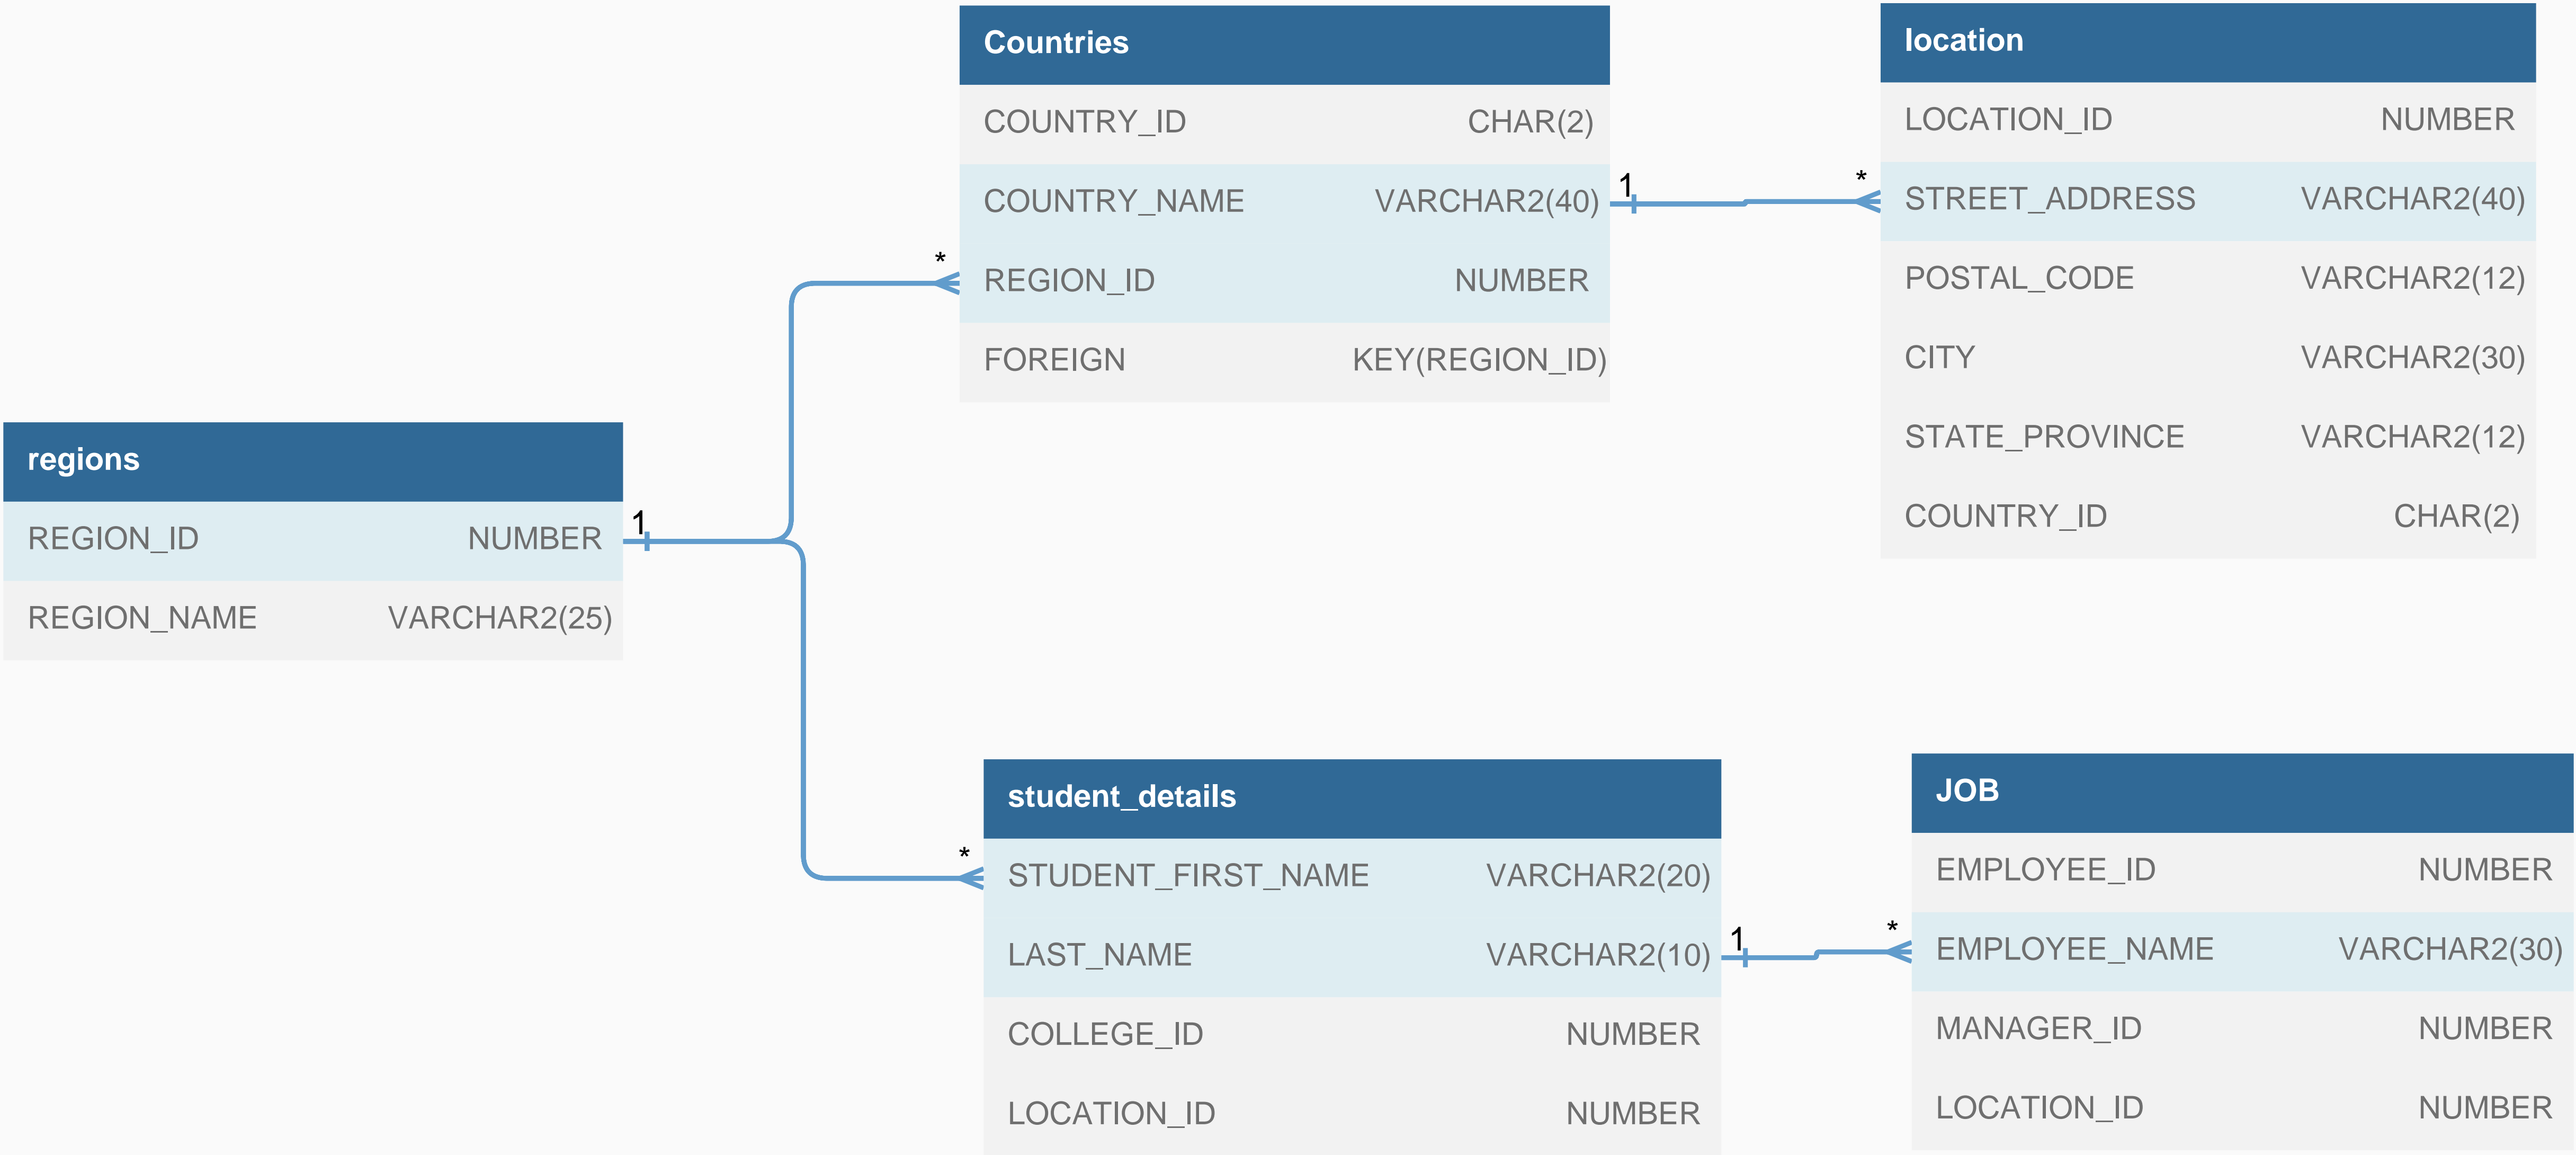 Countries
COUNTRY_ID CHAR(2)
COUNTRY_NAME VARCHAR2(40)
REGION_ID NUMBER
FOREIGN KEY(REGION_ID)
1 *
location
LOCATION_ID NUMBER
STREET_ADDRESS VARCHAR2(40)
POSTAL_CODE VARCHAR2(12)
CITY VARCHAR2(30)
STATE_PROVINCE VARCHAR2(12)
COUNTRY_ID CHAR(2)
regions
REGION_ID NUMBER
REGION_NAME VARCHAR2(25)
1
*
*
student_details
STUDENT_FIRST_NAME VARCHAR2(20)
LAST_NAME VARCHAR2(10)
COLLEGE_ID NUMBER
LOCATION_ID NUMBER
1 *
JOB
EMPLOYEE_ID NUMBER
EMPLOYEE_NAME VARCHAR2(30)
MANAGER_ID NUMBER
LOCATION_ID NUMBER